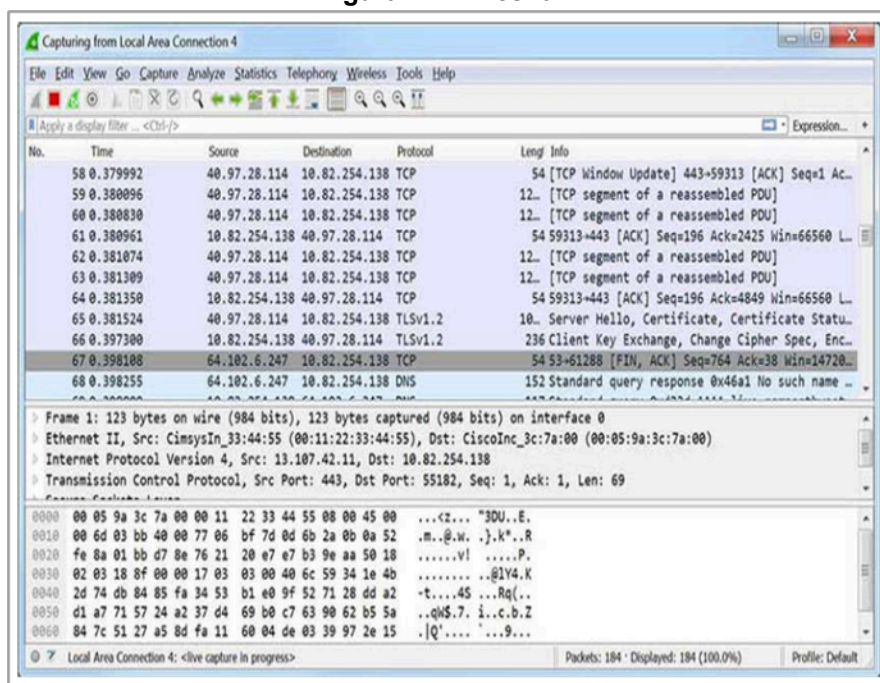 Capturing from Local Area Connection 4
File Edit View Go Capture Analyze Statistics Telephony Wireless Tools Help
Apply a display filter ... <Ctrl-/> Expression... +
No. Time Source Destination Protocol Lengt Info
58 0.379992 40.97.28.114 10.82.254.138 TCP 54 [TCP Window Update] 443→59313 [ACK] Seq=1 Ac…
59 0.380096 40.97.28.114 10.82.254.138 TCP 12… [TCP segment of a reassembled PDU]
60 0.380830 40.97.28.114 10.82.254.138 TCP 12… [TCP segment of a reassembled PDU]
61 0.380961 10.82.254.138 40.97.28.114 TCP 54 59313→443 [ACK] Seq=196 Ack=2425 Win=66560 L…
62 0.381074 40.97.28.114 10.82.254.138 TCP 12… [TCP segment of a reassembled PDU]
63 0.381309 40.97.28.114 10.82.254.138 TCP 12… [TCP segment of a reassembled PDU]
64 0.381350 10.82.254.138 40.97.28.114 TCP 54 59313→443 [ACK] Seq=196 Ack=4849 Win=66560 L…
65 0.381524 40.97.28.114 10.82.254.138 TLSv1.2 10… Server Hello, Certificate, Certificate Statu…
66 0.397300 10.82.254.138 40.97.28.114 TLSv1.2 236 Client Key Exchange, Change Cipher Spec, Enc…
67 0.398108 64.102.6.247 10.82.254.138 TCP 54 53→61288 [FIN, ACK] Seq=764 Ack=38 Win=14720…
68 0.398255 64.102.6.247 10.82.254.138 DNS 152 Standard query response 0x46a1 No such name …
Frame 1: 123 bytes on wire (984 bits), 123 bytes captured (984 bits) on interface 0
Ethernet II, Src: CimsysIn_33:44:55 (00:11:22:33:44:55), Dst: CiscoInc_3c:7a:00 (00:05:9a:3c:7a:00)
Internet Protocol Version 4, Src: 13.107.42.11, Dst: 10.82.254.138
Transmission Control Protocol, Src Port: 443, Dst Port: 55182, Seq: 1, Ack: 1, Len: 69
0000 00 05 9a 3c 7a 00 00 11 22 33 44 55 08 00 45 00 ...<z... "3DU..E.
0010 00 6d 03 bb 40 00 77 06 bf 7d 0d 6b 2a 0b 0a 52 .m..@.w. .}.k*..R
0020 fe 8a 01 bb d7 8e 76 21 20 e7 e7 b3 9e aa 50 18 ......v! .....P.
0030 02 03 18 8f 00 00 17 03 03 00 40 6c 59 34 1e 4b ........ ..@lY4.K
0040 2d 74 db 84 85 fa 34 53 b1 e0 9f 52 71 28 dd a2 -t....4S ...Rq(..
0050 d1 a7 71 57 24 a2 37 d4 69 b0 c7 63 90 62 b5 5a ..qW$.7. i..c.b.Z
0060 84 7c 51 27 a5 8d fa 11 60 04 de 03 39 97 2e 15 .|Q'.... `...9...
Local Area Connection 4: <live capture in progress> Packets: 184 · Displayed: 184 (100.0%) Profile: Default